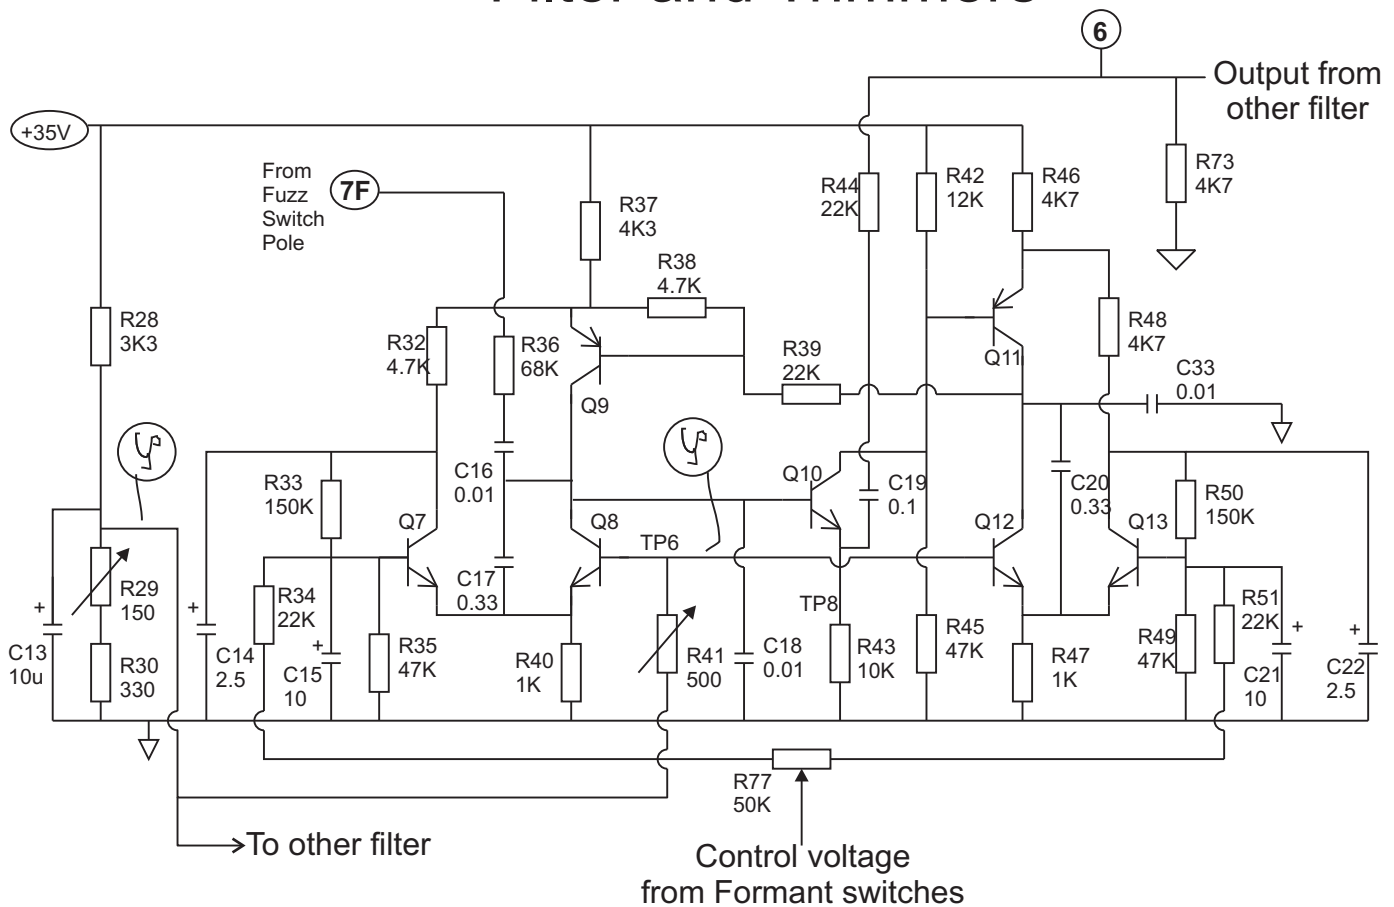 Filter and Trimmers
6
Output from
other filter
+35V
From
Fuzz
Switch
Pole
7F
R37
4K3
R38
4.7K
R44
22K
R42
12K
R46
4K7
R73
4K7
R28
3K3
R32
4.7K
R36
68K
Q9
R39
22K
Q11
R48
4K7
C33
0.01
R33
150K
C16
0.01
Q10
C19
0.1
C20
0.33
R50
150K
Q7
Q8
TP6
Q12
Q13
C13
10u
+
R29
150
R30
330
+
C14
2.5
R34
22K
+
C15
10
R35
47K
C17
0.33
R40
1K
R41
500
C18
0.01
TP8
R43
10K
R45
47K
R47
1K
R49
47K
R51
22K
+
C21
10
+
C22
2.5
R77
50K
To other filter
Control voltage
from Formant switches